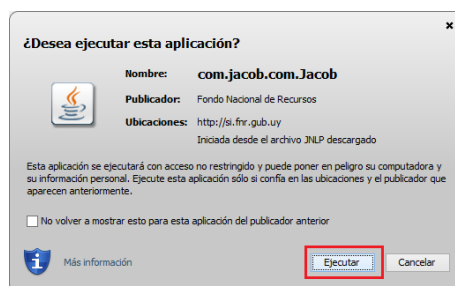 ¿Desea ejecutar esta aplicación?
Nombre: com.jacob.com.Jacob
Publicador: Fondo Nacional de Recursos
Ubicaciones: http://si.fnr.gub.uy
Iniciada desde el archivo JNLP descargado
Esta aplicación se ejecutará con acceso no restringido y puede poner en peligro su computadora y
su información personal. Ejecute esta aplicación sólo si confía en las ubicaciones y el publicador que
aparecen anteriormente.
No volver a mostrar esto para esta aplicación del publicador anterior
Más información
Ejecutar
Cancelar